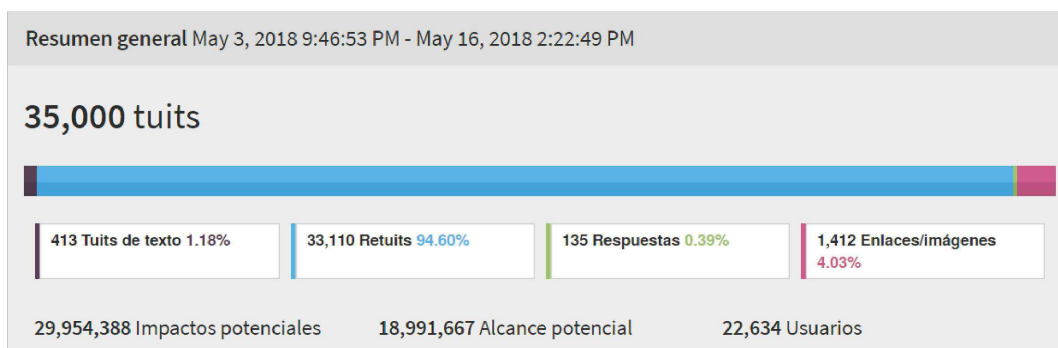 Resumen general May 3, 2018 9:46:53 PM - May 16, 2018 2:22:49 PM
35,000 tuits
413 Tuits de texto 1.18%
33,110 Retuits 94.60%
135 Respuestas 0.39%
1,412 Enlaces/imágenes
4.03%
29,954,388 Impactos potenciales
18,991,667 Alcance potencial
22,634 Usuarios